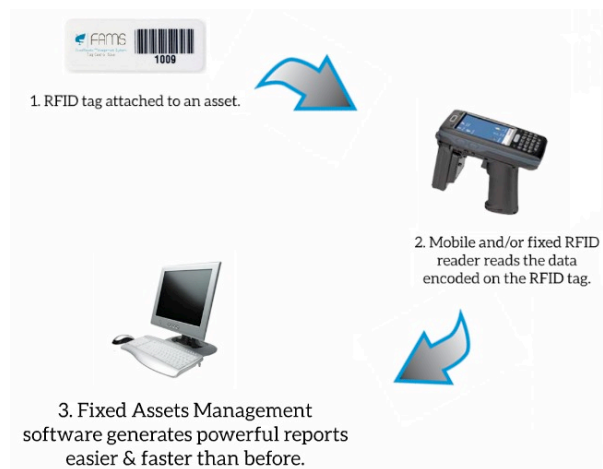 FAMS
1009
1. RFID tag attached to an asset.
2. Mobile and/or fixed RFID
reader reads the data
encoded on the RFID tag.
3. Fixed Assets Management
software generates powerful reports
easier & faster than before.